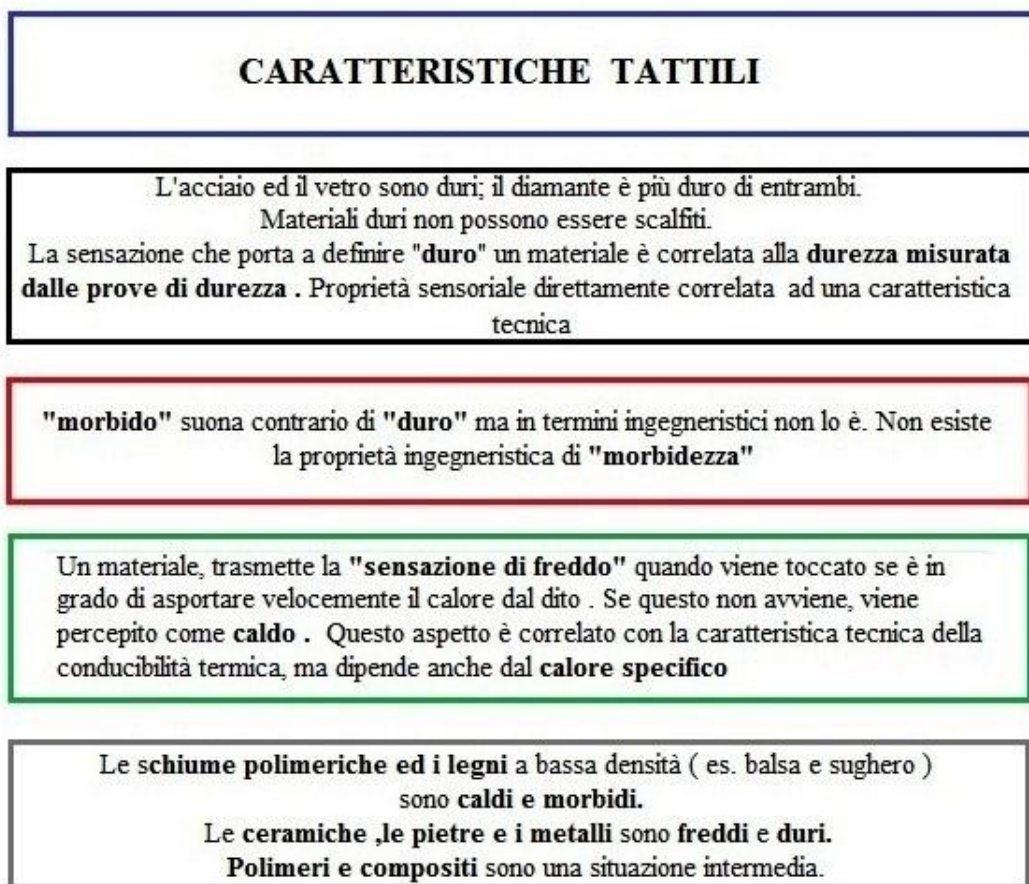 CARATTERISTICHE TATTILI
L'acciaio ed il vetro sono duri; il diamante è più duro di entrambi.
Materiali duri non possono essere scalfiti.
La sensazione che porta a definire "duro" un materiale è correlata alla durezza misurata
dalle prove di durezza . Proprietà sensoriale direttamente correlata ad una caratteristica
tecnica
"morbido" suona contrario di "duro" ma in termini ingegneristici non lo è. Non esiste
la proprietà ingegneristica di "morbidezza"
Un materiale, trasmette la "sensazione di freddo" quando viene toccato se è in
grado di asportare velocemente il calore dal dito . Se questo non avviene, viene
percepito come caldo . Questo aspetto è correlato con la caratteristica tecnica della
conducibilità termica, ma dipende anche dal calore specifico
Le schiume polimeriche ed i legni a bassa densità ( es. balsa e sughero )
sono caldi e morbidi.
Le ceramiche ,le pietre e i metalli sono freddi e duri.
Polimeri e compositi sono una situazione intermedia.